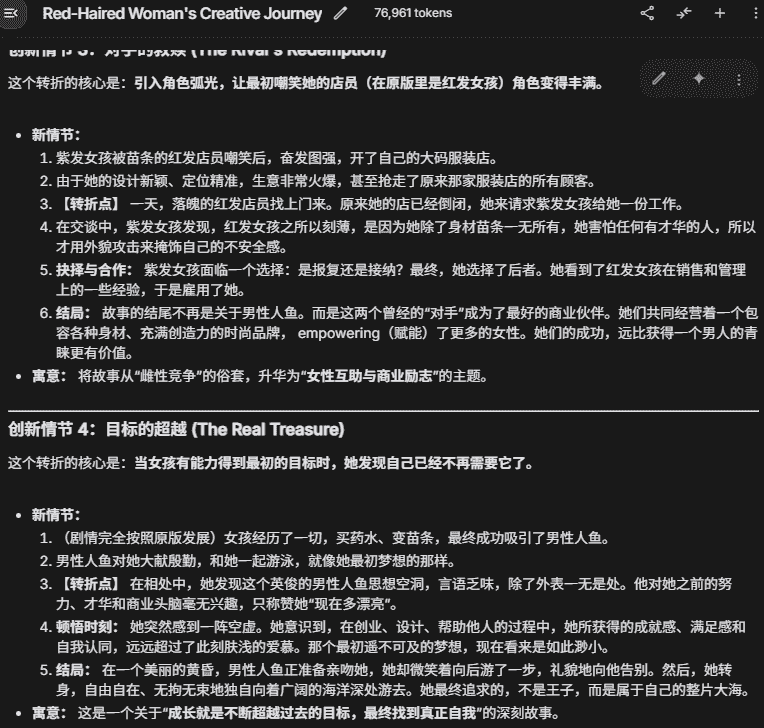 Red-Haired Woman's Creative Journey
76,961 tokens
创新情节 3：对手的救赎 (The Rival's Redemption)
这个转折的核心是：引入角色弧光，让最初嘲笑她的店员（在原版里是红发女孩）角色变得丰满。
• 新情节：
1. 紫发女孩被苗条的红发店员嘲笑后，奋发图强，开了自己的大码服装店。
2. 由于她的设计新颖、定位精准，生意非常火爆，甚至抢走了原来那家服装店的所有顾客。
3. 【转折点】 一天，落魄的红发店员找上门来。原来她的店已经倒闭，她来请求紫发女孩给她一份工作。
4. 在交谈中，紫发女孩发现，红发女孩之所以刻薄，是因为她除了身材苗条一无所有，她害怕任何有才华的人，所以
才用外貌攻击来掩饰自己的不安全感。
5. 抉择与合作： 紫发女孩面临一个选择：是报复还是接纳？最终，她选择了后者。她看到了红发女孩在销售和管理
上的一些经验，于是雇用了她。
6. 结局： 故事的结尾不再是关于男性人鱼。而是这两个曾经的“对手”成为了最好的商业伙伴。她们共同经营着一个包
容各种身材、充满创造力的时尚品牌， empowering（赋能）了更多的女性。她们的成功，远比获得一个男人的青
睐更有价值。
• 寓意： 将故事从“雌性竞争”的俗套，升华为“女性互助与商业励志”的主题。
创新情节 4：目标的超越 (The Real Treasure)
这个转折的核心是：当女孩有能力得到最初的目标时，她发现自己已经不再需要它了。
• 新情节：
1. （剧情完全按照原版发展）女孩经历了一切，买药水、变苗条，最终成功吸引了男性人鱼。
2. 男性人鱼对她大献殷勤，和她一起游泳，就像她最初梦想的那样。
3. 【转折点】 在相处中，她发现这个英俊的男性人鱼思想空洞，言语乏味，除了外表一无是处。他对她之前的努
力、才华和商业头脑毫无兴趣，只称赞她“现在多漂亮”。
4. 顿悟时刻： 她突然感到一阵空虚。她意识到，在创业、设计、帮助他人的过程中，她所获得的成就感、满足感和
自我认同，远远超过了此刻肤浅的爱慕。那个最初遥不可及的梦想，现在看来是如此渺小。
5. 结局： 在一个美丽的黄昏，男性人鱼正准备亲吻她，她却微笑着向后游了一步，礼貌地向他告别。然后，她转
身，自由自在、无拘无束地独自向着广阔的海洋深处游去。她最终追求的，不是王子，而是属于自己的整片大海。
• 寓意： 这是一个关于“成长就是不断超越过去的目标，最终找到真正自我”的深刻故事。